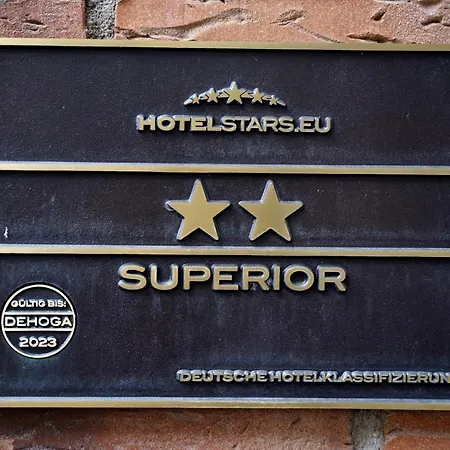 HOTELSTARS.EU
SUPERIOR
GÜLTIG BIS:
DEHOGA
2023
DEUTSCHE HOTELKLASSIFIZIERUN